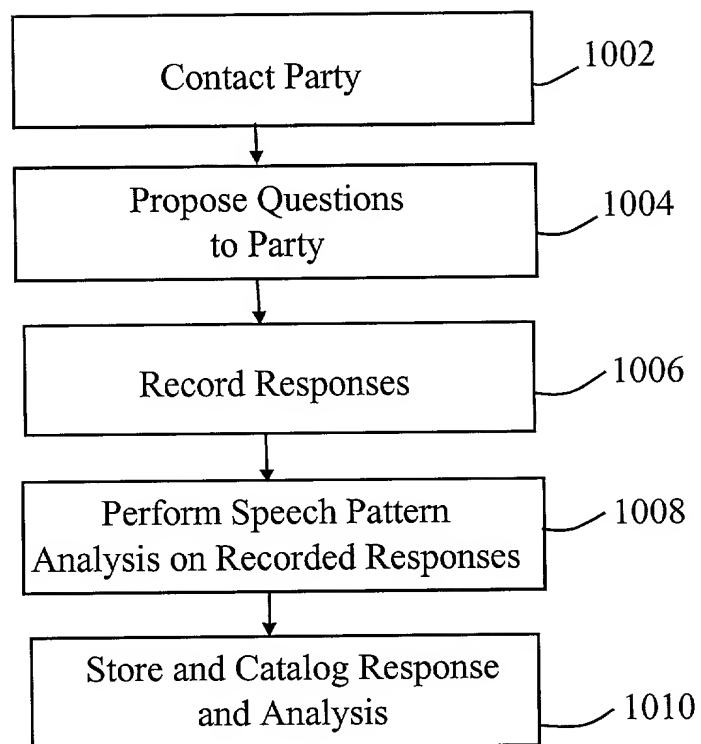 Contact Party
1002
Propose Questions
to Party
1004
Record Responses
1006
Perform Speech Pattern
Analysis on Recorded Responses
1008
Store and Catalog Response
and Analysis
1010